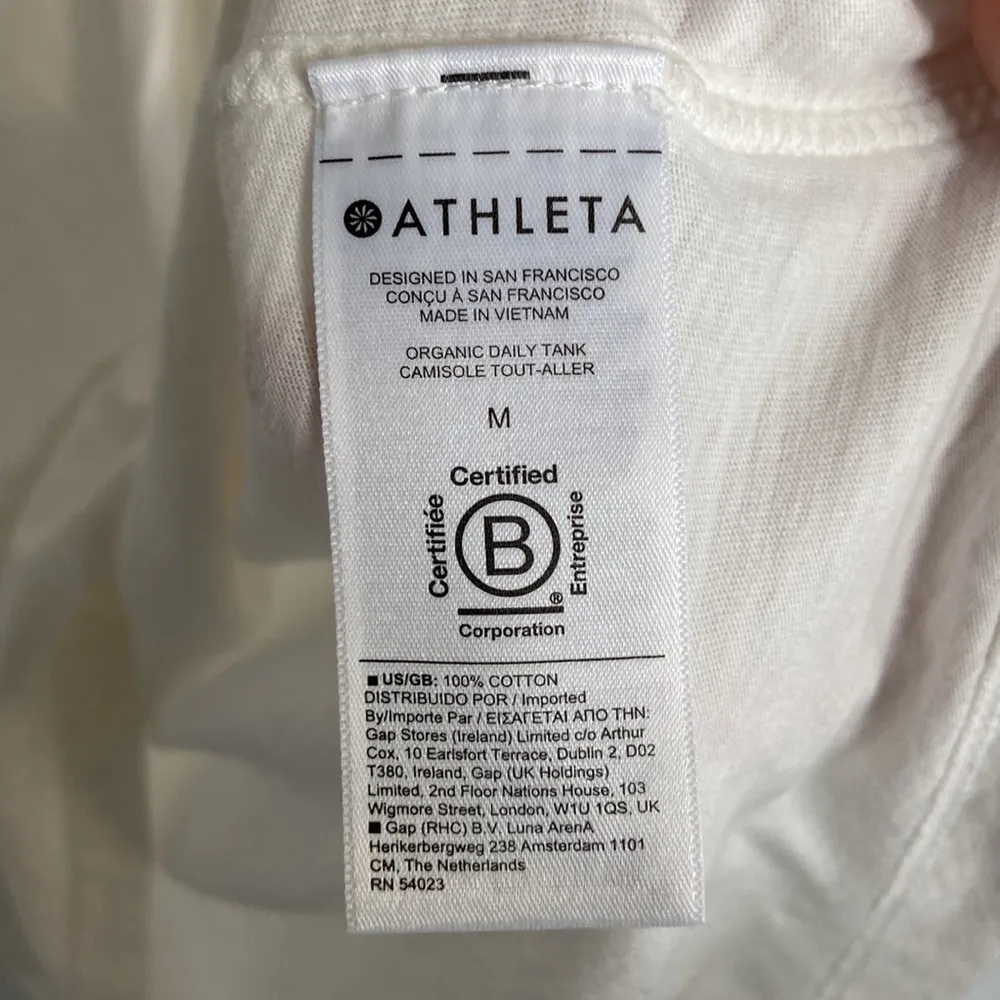 ATHLETA
DESIGNED IN SAN FRANCISCO
CONÇU À SAN FRANCISCO
MADE IN VIETNAM
ORGANIC DAILY TANK
CAMISOLE TOUT-ALLER
M
Certified
Certifiée
B
Entreprise
®
Corporation
■ US/GB: 100% COTTON
DISTRIBUIDO POR / Imported
By/Importe Par / ΕΙΣΑΓΕΤΑΙ ΑΠΟ ΤΗΝ:
Gap Stores (Ireland) Limited c/o Arthur
Cox, 10 Earlsfort Terrace, Dublin 2, D02
T380, Ireland, Gap (UK Holdings)
Limited, 2nd Floor Nations House, 103
Wigmore Street, London, W1U 1QS, UK
■ Gap (RHC) B.V, Luna ArenA
Herikerbergweg 238 Amsterdam 1101
CM, The Netherlands
RN 54023